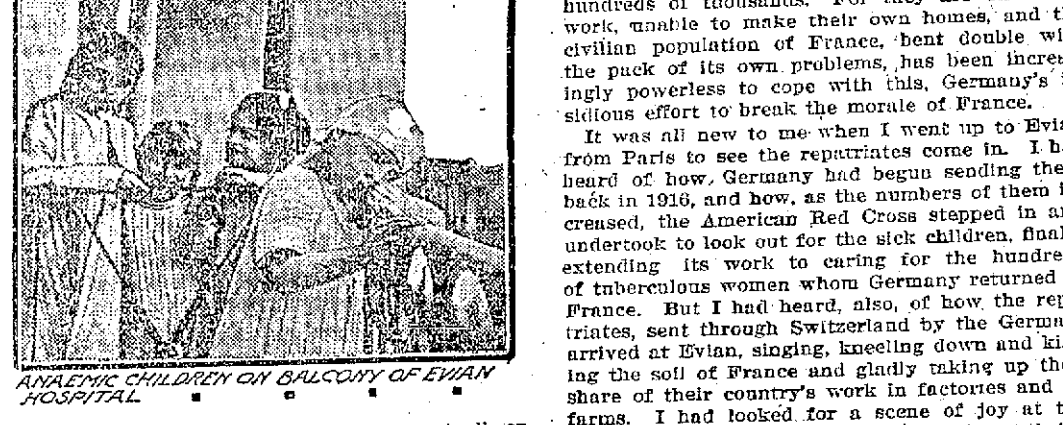 ANAEMIC CHILDREN ON BALCONY OF EVIAN
HOSPITAL
hundreds of thousands. For they are
work, unable to make their own homes, and t
civilian population of France, bent double wi
the pack of its own problems, has been increa
ingly powerless to cope with this, Germany's
sidious effort to break the morale of France.
It was all new to me when I went up to Evia
from Paris to see the repatriates come in. I h
heard of how Germany had begun sending the
back in 1916, and how, as the numbers of them i
creased, the American Red Cross stepped in a
undertook to look out for the sick children, final
extending its work to caring for the hundre
of tuberculous women whom Germany returned
France. But I had heard, also, of how the rep
triates, sent through Switzerland by the Germa
arrived at Evian, singing, kneeling down and ki
ing the soil of France and gladly taking up the
share of their country's work in factories and
farms. I had looked for a scene of joy at t